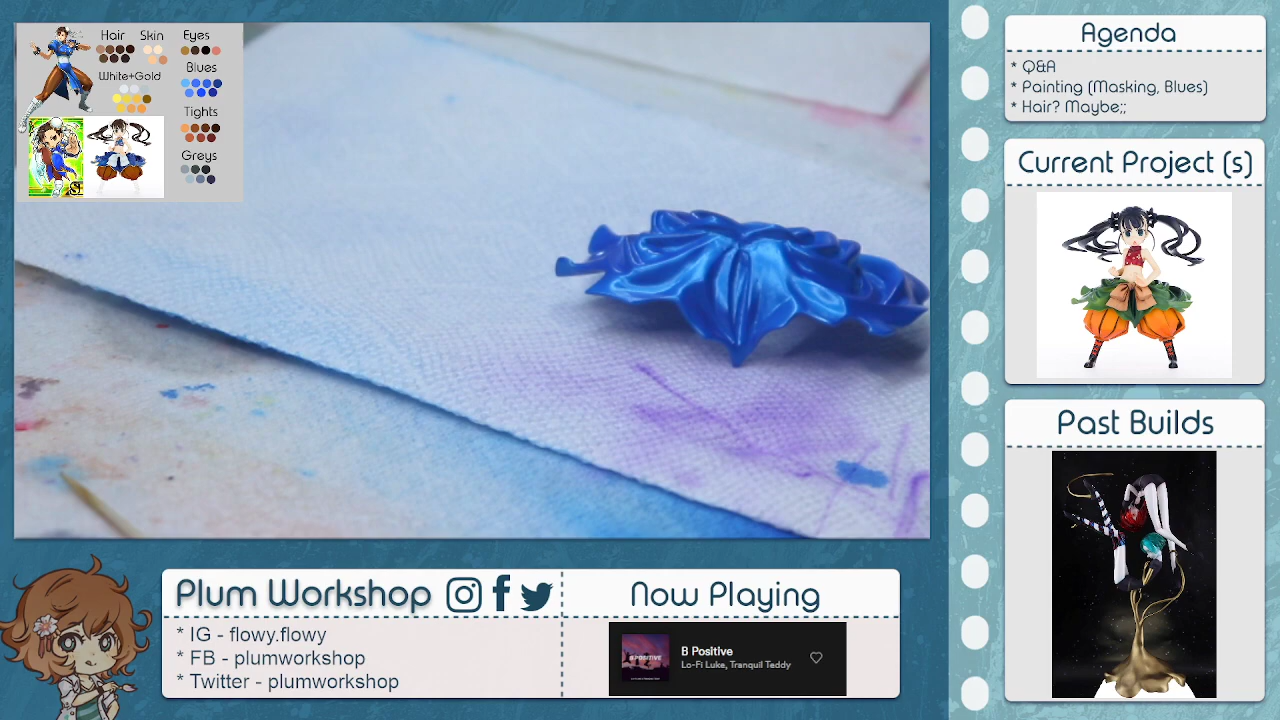 Hair Skin Eyes
White+Gold
Blues
Tights
Greys
Agenda
* Q&A
* Painting (Masking, Blues)
* Hair? Maybe;;
Current Project (s)
Past Builds
Plum Workshop
* IG - flowy.flowy
* FB - plumworkshop
* Twitter - plumworkshop
Now Playing
B POSITIVE
B Positive
Lo-Fi Luke, Tranquil Teddy